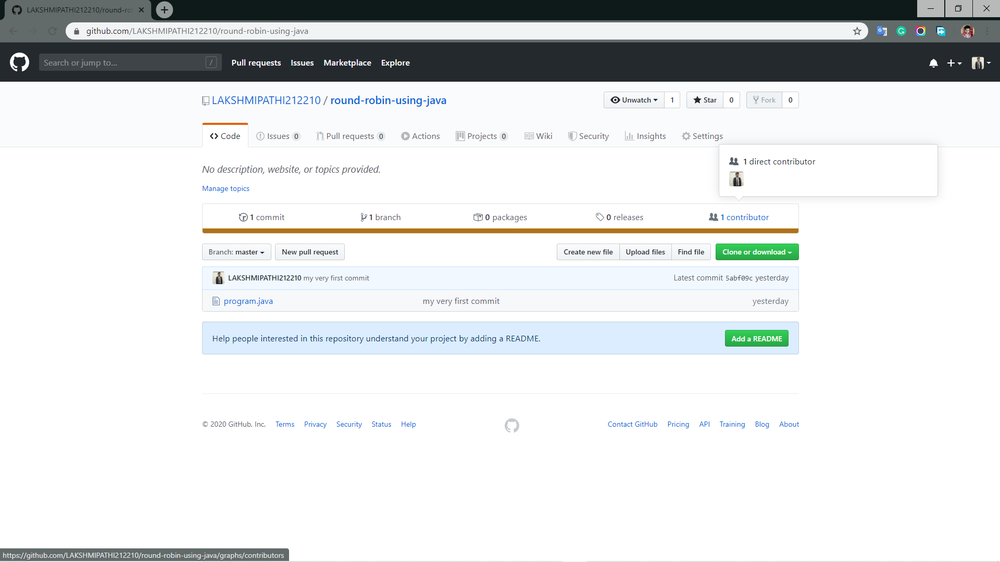 LAKSHMIPATHI212210/round-ro
github.com/LAKSHMIPATHI212210/round-robin-using-java
Search or jump to... /
Pull requests Issues Marketplace Explore
LAKSHMIPATHI212210 / round-robin-using-java
Unwatch 1 Star 0 Fork 0
Code Issues 0 Pull requests 0 Actions Projects 0 Wiki Security Insights Settings
1 direct contributor
No description, website, or topics provided.
Manage topics
1 commit 1 branch 0 packages 0 releases 1 contributor
Branch: master New pull request Create new file Upload files Find file Clone or download
LAKSHMIPATHI212210 my very first commit Latest commit 5abf09c yesterday
program.java my very first commit yesterday
Help people interested in this repository understand your project by adding a README. Add a README
© 2020 GitHub, Inc. Terms Privacy Security Status Help Contact GitHub Pricing API Training Blog About
https://github.com/LAKSHMIPATHI212210/round-robin-using-java/graphs/contributors